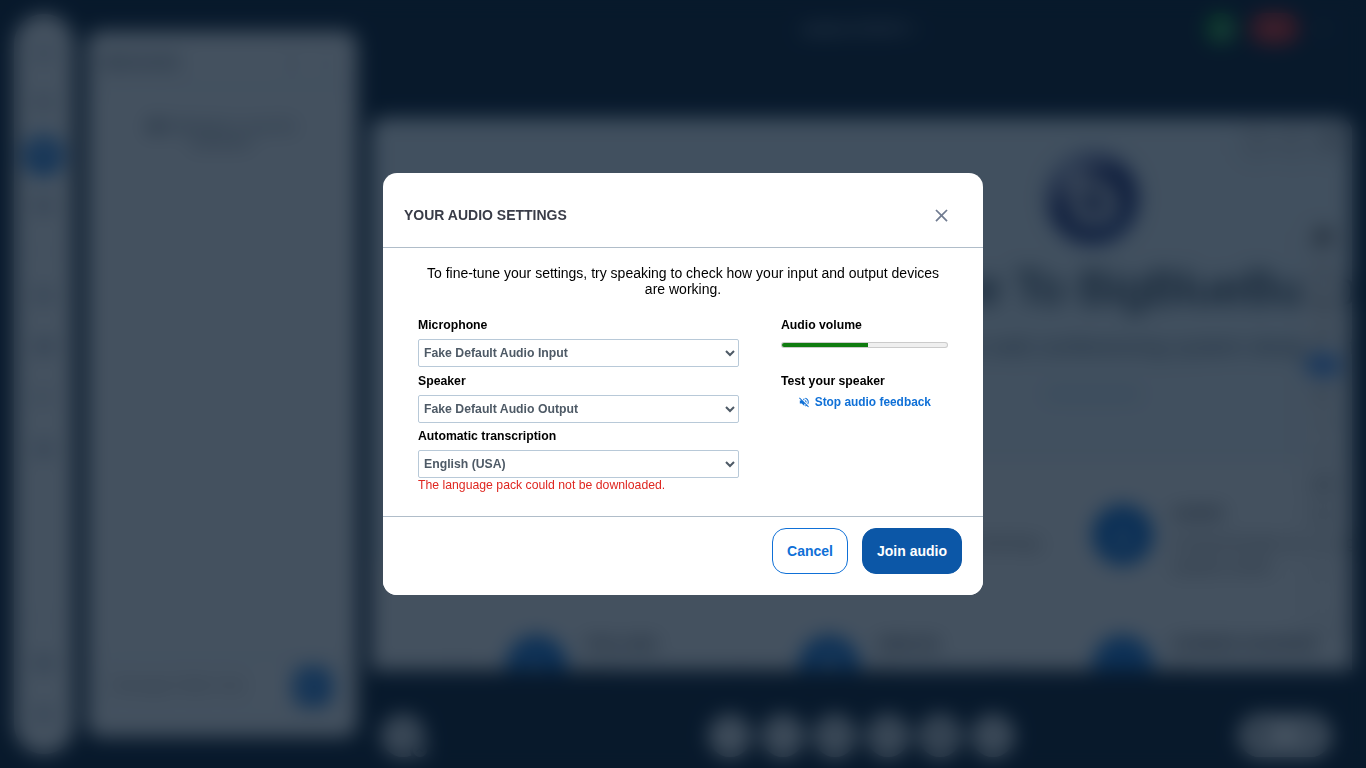 YOUR AUDIO SETTINGS
To fine-tune your settings, try speaking to check how your input and output devices
are working.
Microphone
Audio volume
Fake Default Audio Input
Speaker
Test your speaker
Fake Default Audio Output
Stop audio feedback
Automatic transcription
English (USA)
The language pack could not be downloaded.
Cancel
Join audio